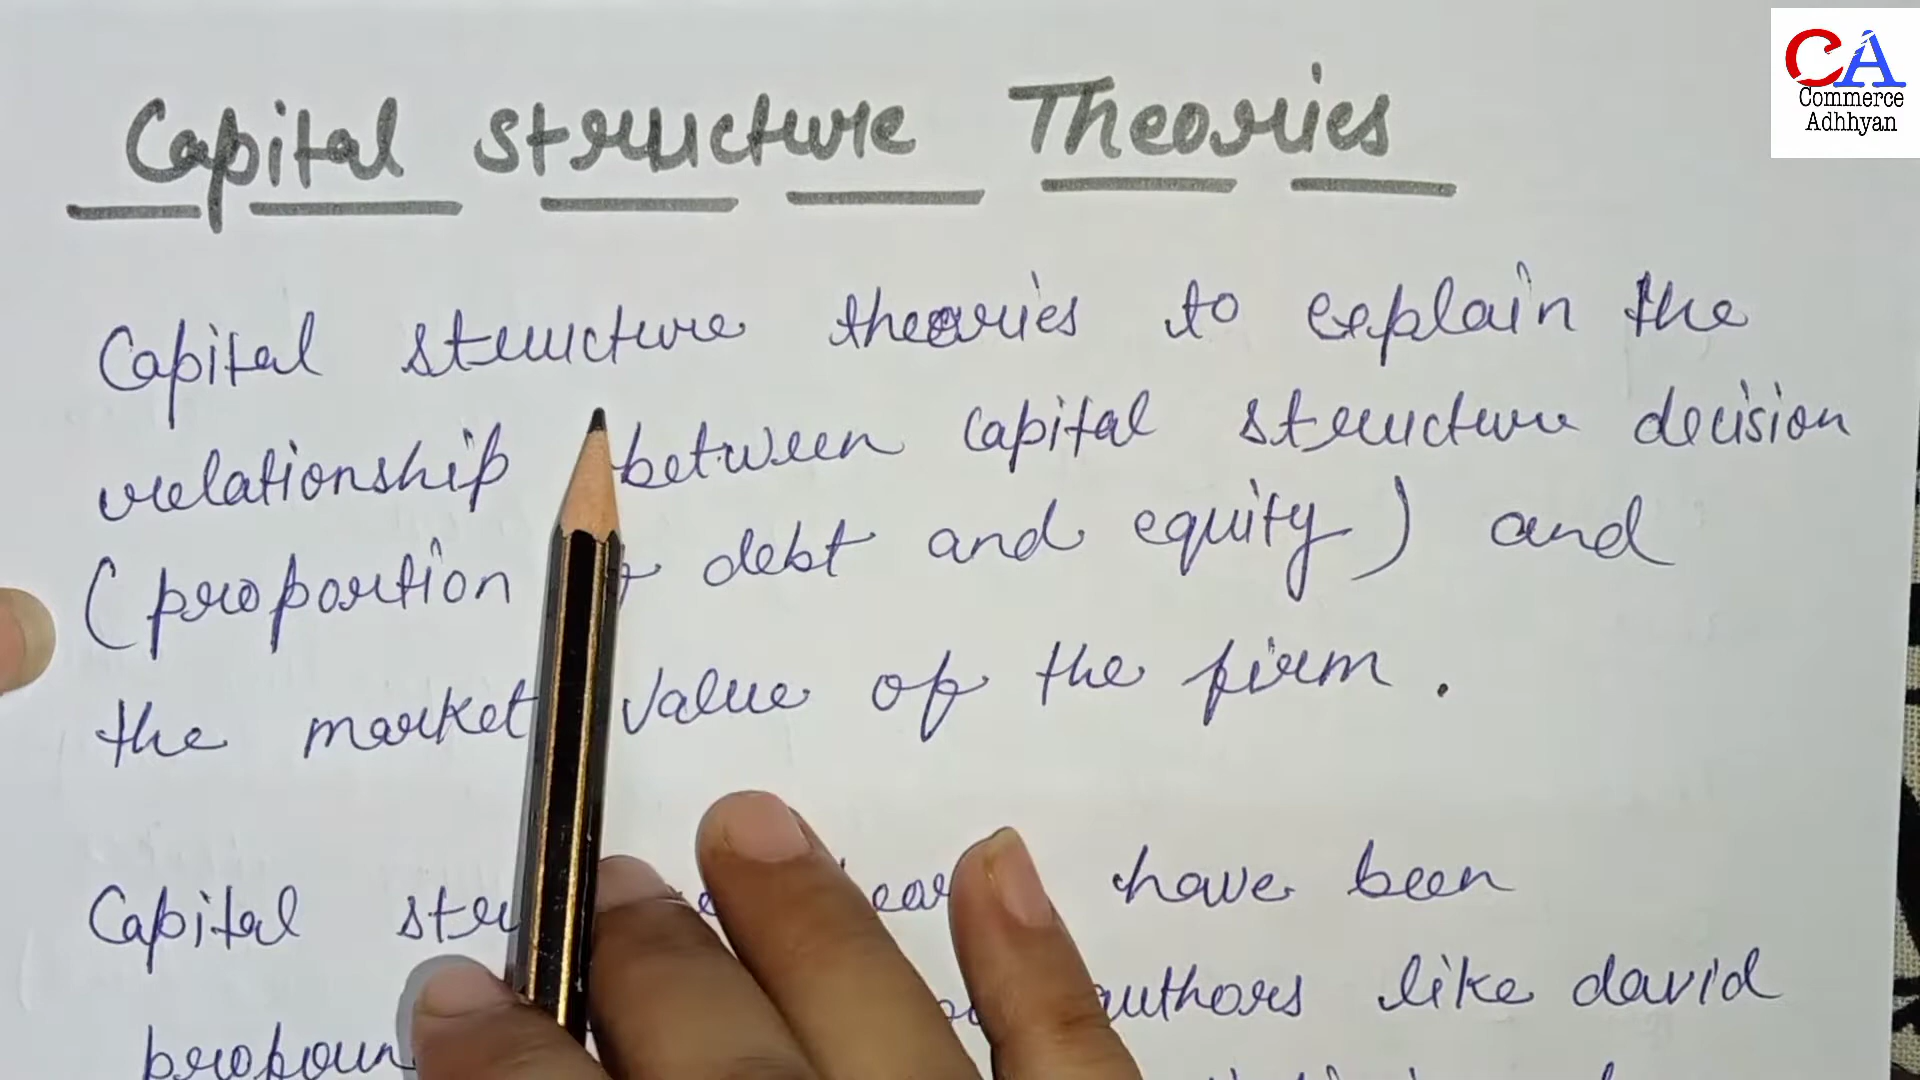 CA
Commerce
Adhhyan
Capital Structure Theories
Capital structure theories to explain the
relationship between capital structure decision
(proportion debt and equity) and
the market value of the firm.
Capital have been
authors like david